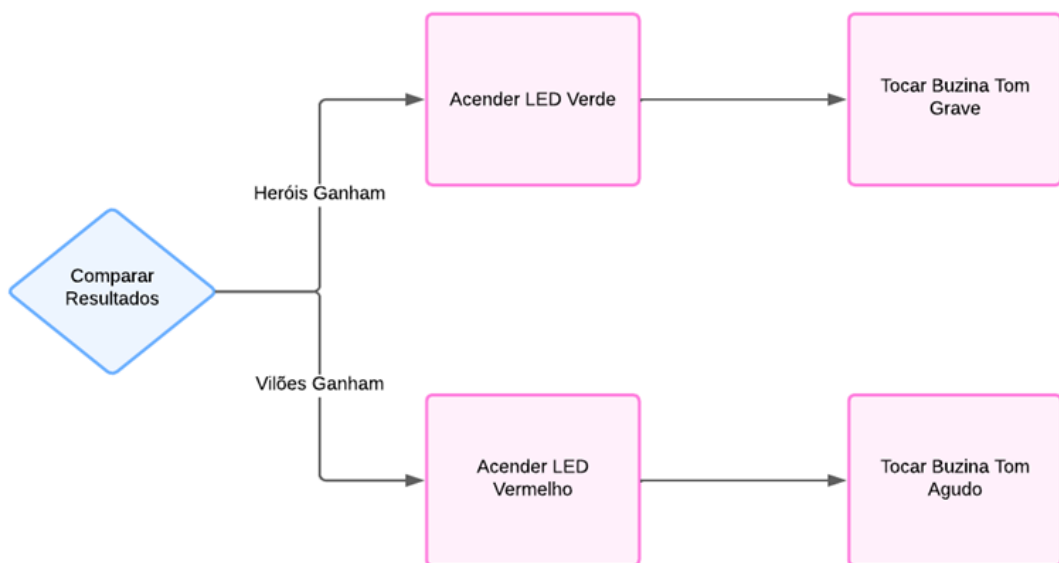 Acender LED Verde
Tocar Buzina Tom
Grave
Heróis Ganham
Comparar
Resultados
Vilões Ganham
Acender LED
Vermelho
Tocar Buzina Tom
Agudo